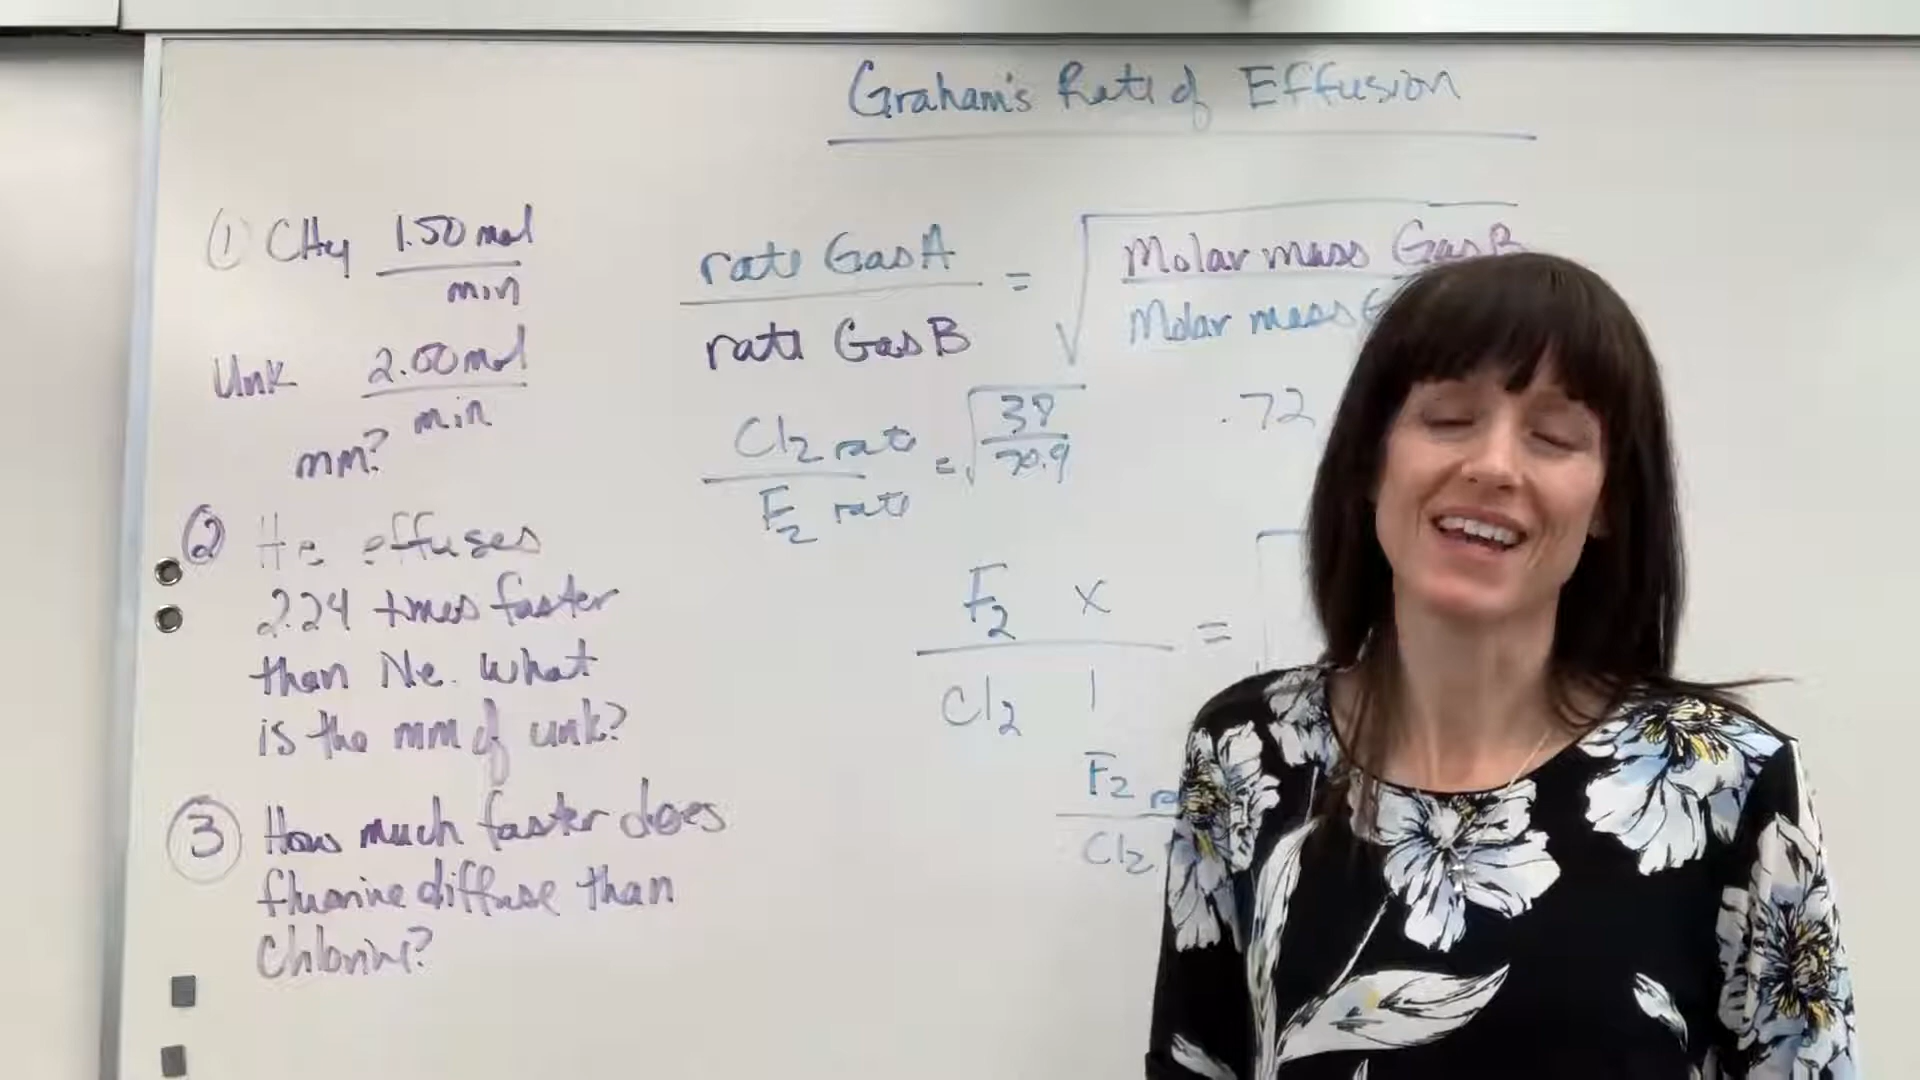 Graham's Rate of Effusion
① CH4 1.50 mol
min
Unk 2.00 mol
min
mm?
② He effuses
2.24 times faster
than Ne. What
is the mm of unk?
③ How much faster does
fluorine diffuse than
Chlorine?
rate Gas A
rate Gas B
=
√
Molar mass Gas B
Molar mass G
Cl2 rate
F2 rate
= √
38
70.9
.72
F2 x
Cl2 1
=
F2
Cl2